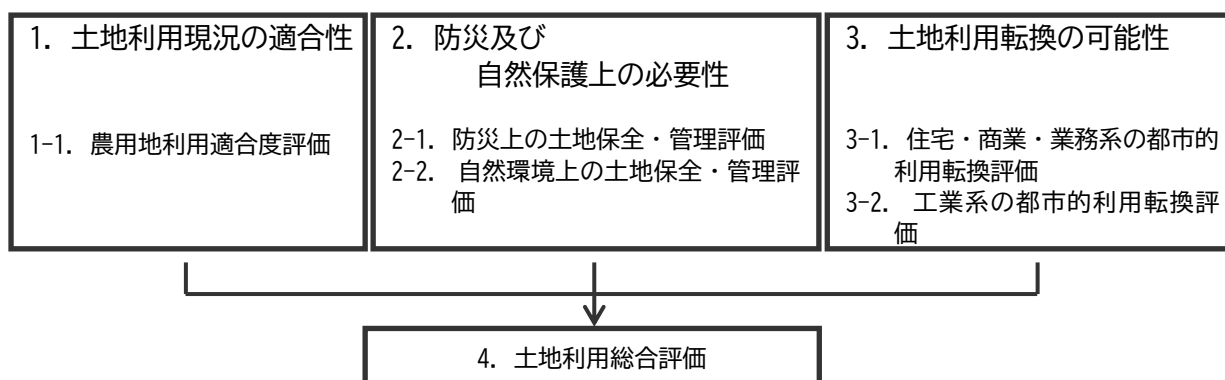 1. 土地利用現況の適合性
1-1. 農用地利用適合度評価
2. 防災及び
自然保護上の必要性
2-1. 防災上の土地保全・管理評価
2-2. 自然環境上の土地保全・管理評
価
3. 土地利用転換の可能性
3-1. 住宅・商業・業務系の都市的
利用転換評価
3-2. 工業系の都市的利用転換評
価
4. 土地利用総合評価